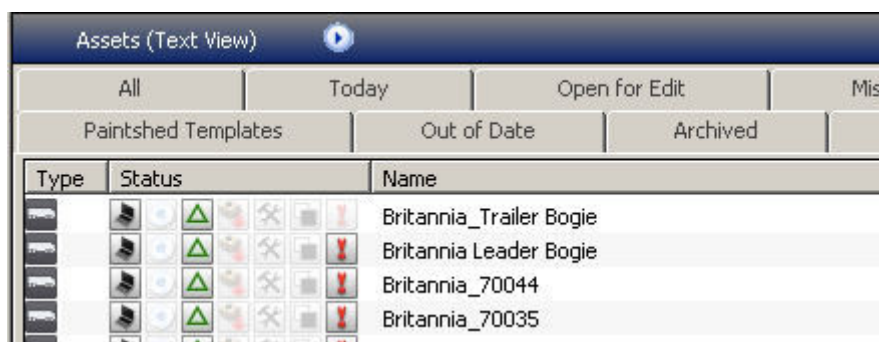 Assets (Text View)
All Today Open for Edit Mis
Paintshed Templates Out of Date Archived
Type Status Name
Britannia_Trailer Bogie
Britannia Leader Bogie
Britannia_70044
Britannia_70035